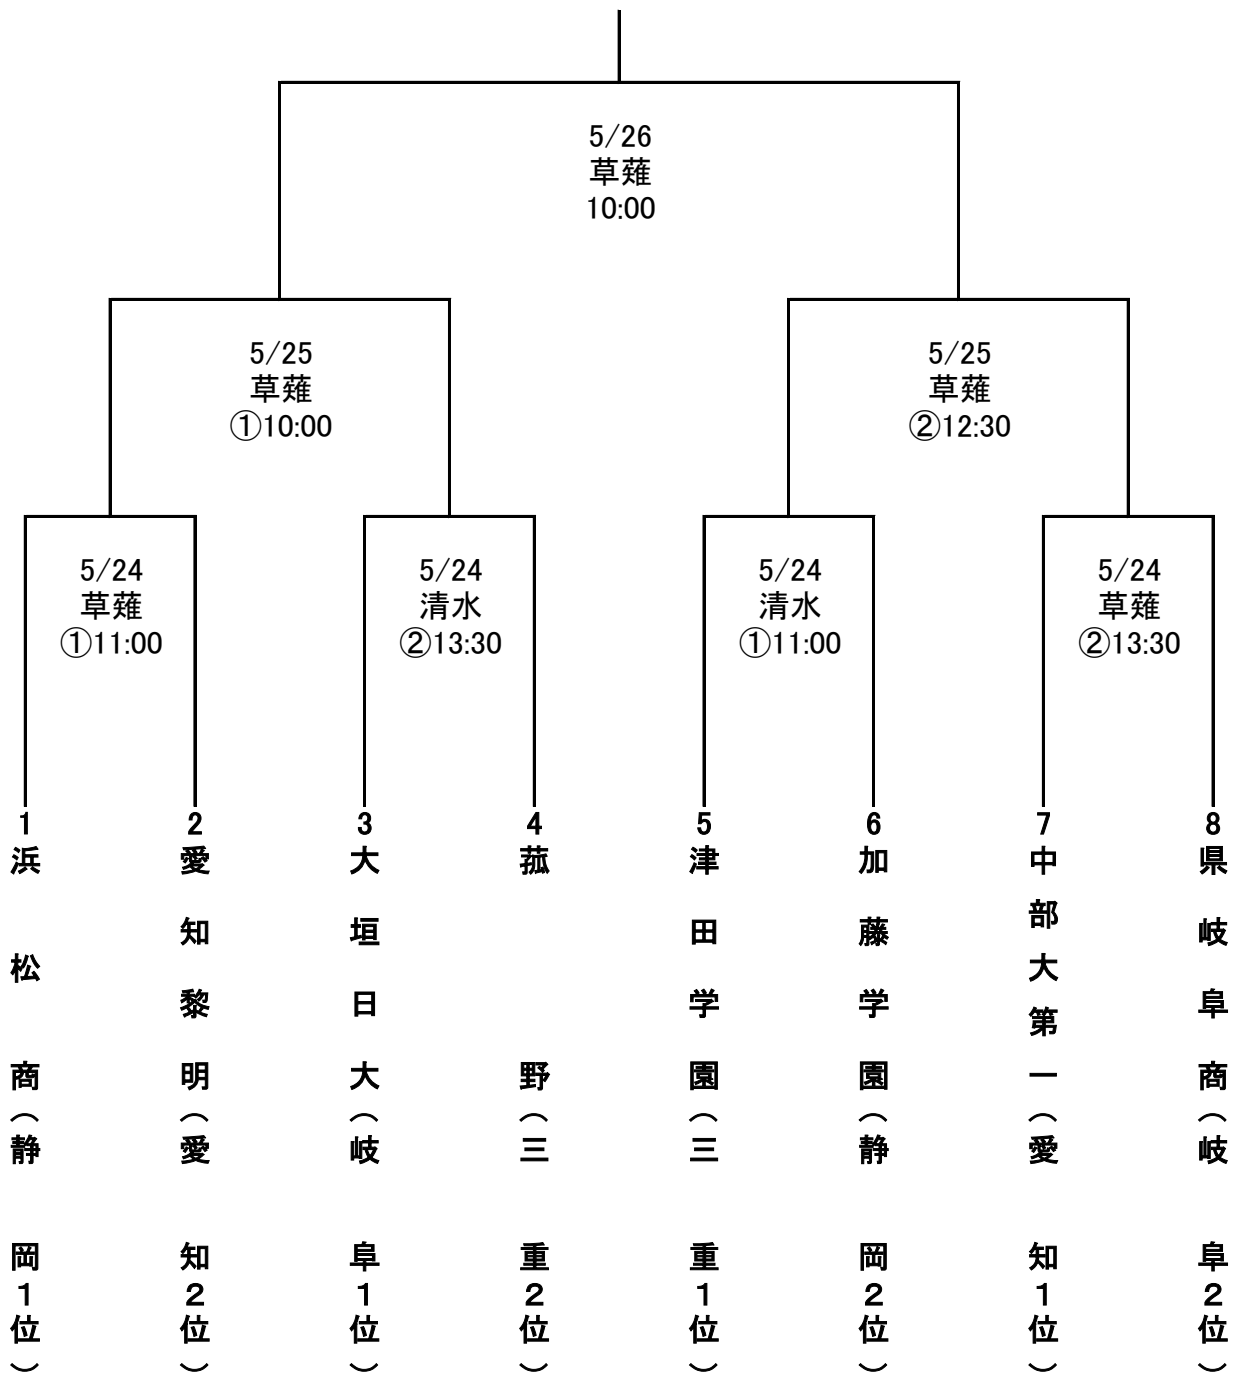 5/26
草薙
10:00
5/25
草薙
①10:00
5/25
草薙
②12:30
5/24
草薙
①11:00
5/24
清水
②13:30
5/24
清水
①11:00
5/24
草薙
②13:30
1浜松商(静岡1位)
2愛知黎明(愛知2位)
3大垣日大(岐阜1位)
4菰野(三重2位)
5津田学園(三重1位)
6加藤学園(静岡2位)
7中部大第一(愛知1位)
8県岐阜商(岐阜2位)